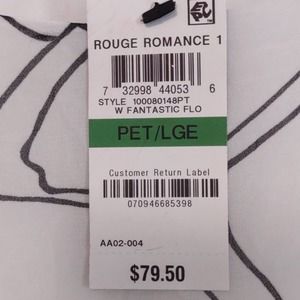 ROUGE ROMANCE 1
7 32998 44053 6
STYLE 100080148PT
W FANTASTIC FLO
PET/LGE
Customer Return Label
070946685398
AA02-004
$79.50